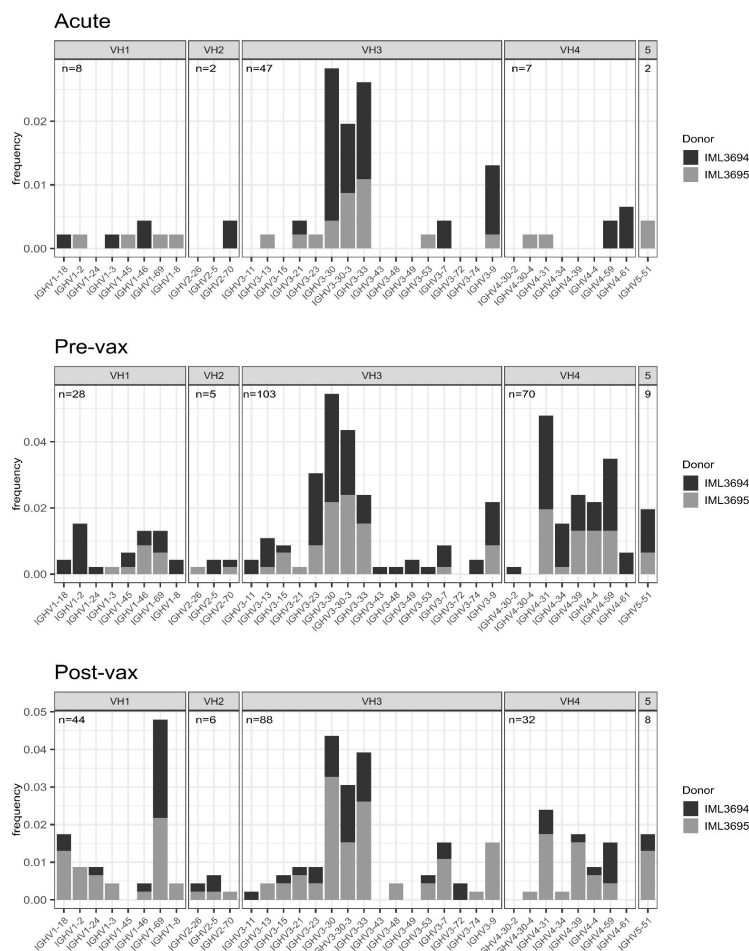 Acute
VH1 VH2 VH3 VH4 5
n=8 n=2 n=47 n=7 2
0.02
0.01
0.00
frequency
IGHV1-18 IGHV1-2 IGHV1-24 IGHV1-3 IGHV1-45 IGHV1-46 IGHV1-69 IGHV1-8 IGHV2-26 IGHV2-5 IGHV2-70 IGHV3-11 IGHV3-13 IGHV3-15 IGHV3-21 IGHV3-23 IGHV3-30 IGHV3-30-3 IGHV3-33 IGHV3-43 IGHV3-48 IGHV3-49 IGHV3-53 IGHV3-7 IGHV3-72 IGHV3-74 IGHV3-9 IGHV4-30-2 IGHV4-30-4 IGHV4-31 IGHV4-34 IGHV4-39 IGHV4-4 IGHV4-59 IGHV4-61 IGHV5-51
Donor
IML3694
IML3695
Pre-vax
VH1 VH2 VH3 VH4 5
n=28 n=5 n=103 n=70 9
0.04
0.02
0.00
frequency
IGHV1-18 IGHV1-2 IGHV1-24 IGHV1-3 IGHV1-45 IGHV1-46 IGHV1-69 IGHV1-8 IGHV2-26 IGHV2-5 IGHV2-70 IGHV3-11 IGHV3-13 IGHV3-15 IGHV3-21 IGHV3-23 IGHV3-30 IGHV3-30-3 IGHV3-33 IGHV3-43 IGHV3-48 IGHV3-49 IGHV3-53 IGHV3-7 IGHV3-72 IGHV3-74 IGHV3-9 IGHV4-30-2 IGHV4-30-4 IGHV4-31 IGHV4-34 IGHV4-39 IGHV4-4 IGHV4-59 IGHV4-61 IGHV5-51
Donor
IML3694
IML3695
Post-vax
VH1 VH2 VH3 VH4 5
n=44 n=6 n=88 n=32 8
0.05
0.04
0.03
0.02
0.01
0.00
frequency
IGHV1-18 IGHV1-2 IGHV1-24 IGHV1-3 IGHV1-45 IGHV1-46 IGHV1-69 IGHV1-8 IGHV2-26 IGHV2-5 IGHV2-70 IGHV3-11 IGHV3-13 IGHV3-15 IGHV3-21 IGHV3-23 IGHV3-30 IGHV3-30-3 IGHV3-33 IGHV3-43 IGHV3-48 IGHV3-49 IGHV3-53 IGHV3-7 IGHV3-72 IGHV3-74 IGHV3-9 IGHV4-30-2 IGHV4-30-4 IGHV4-31 IGHV4-34 IGHV4-39 IGHV4-4 IGHV4-59 IGHV4-61 IGHV5-51
Donor
IML3694
IML3695